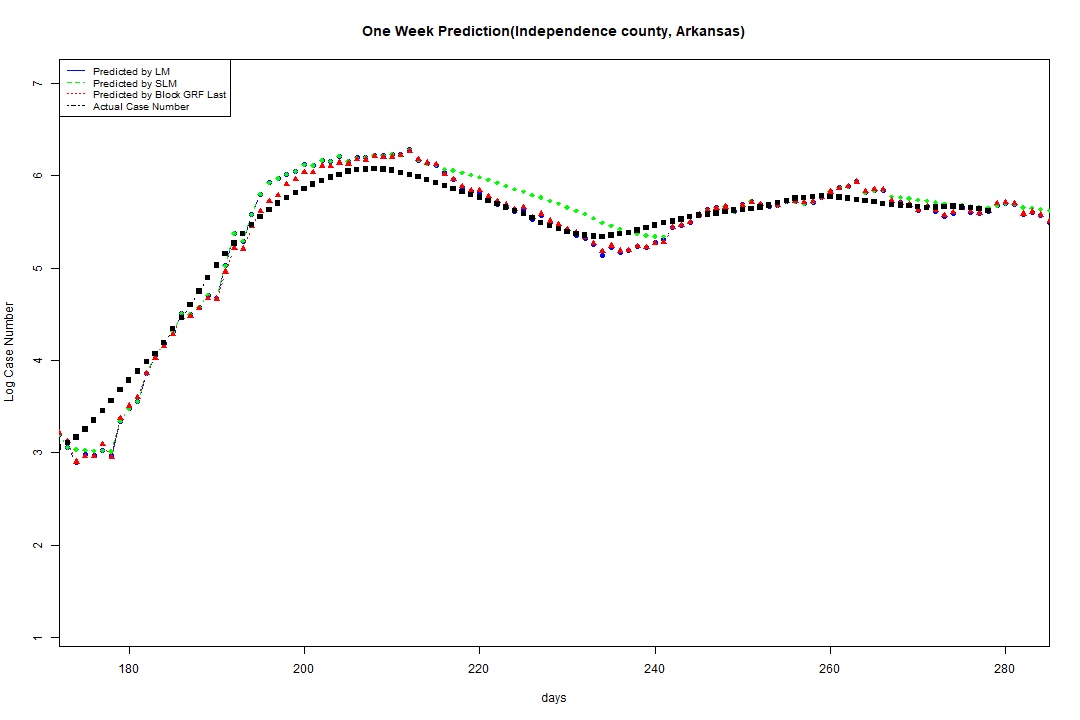 One Week Prediction(Independence county, Arkansas)
Predicted by LM
Predicted by SLM
Predicted by Block GRF Last
Actual Case Number
7
6
5
4
3
2
1
Log Case Number
180 200 220 240 260 280
days